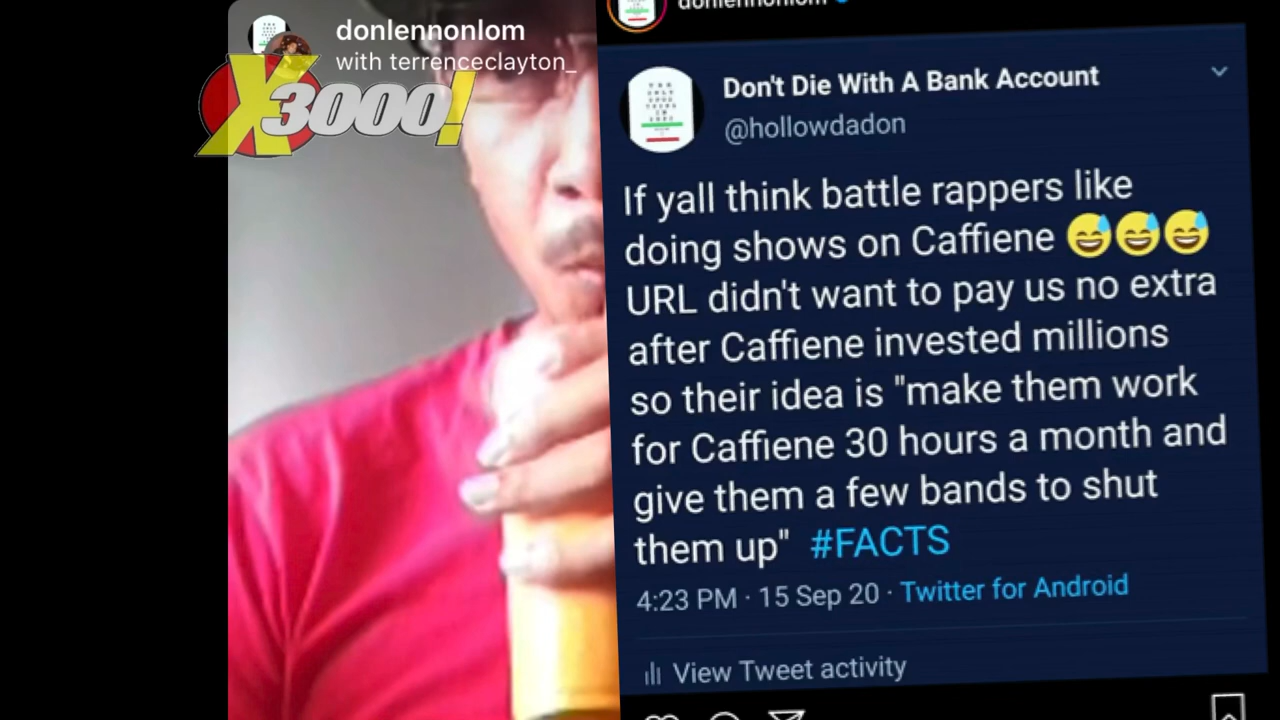 donlennonlom
with terrenceclayton_
X3000!
donlennonlom
Don't Die With A Bank Account
@hollowdadon
If yall think battle rappers like
doing shows on Caffiene 😅😅😅
URL didn't want to pay us no extra
after Caffiene invested millions
so their idea is "make them work
for Caffiene 30 hours a month and
give them a few bands to shut
them up" #FACTS
4:23 PM · 15 Sep 20 · Twitter for Android
View Tweet activity